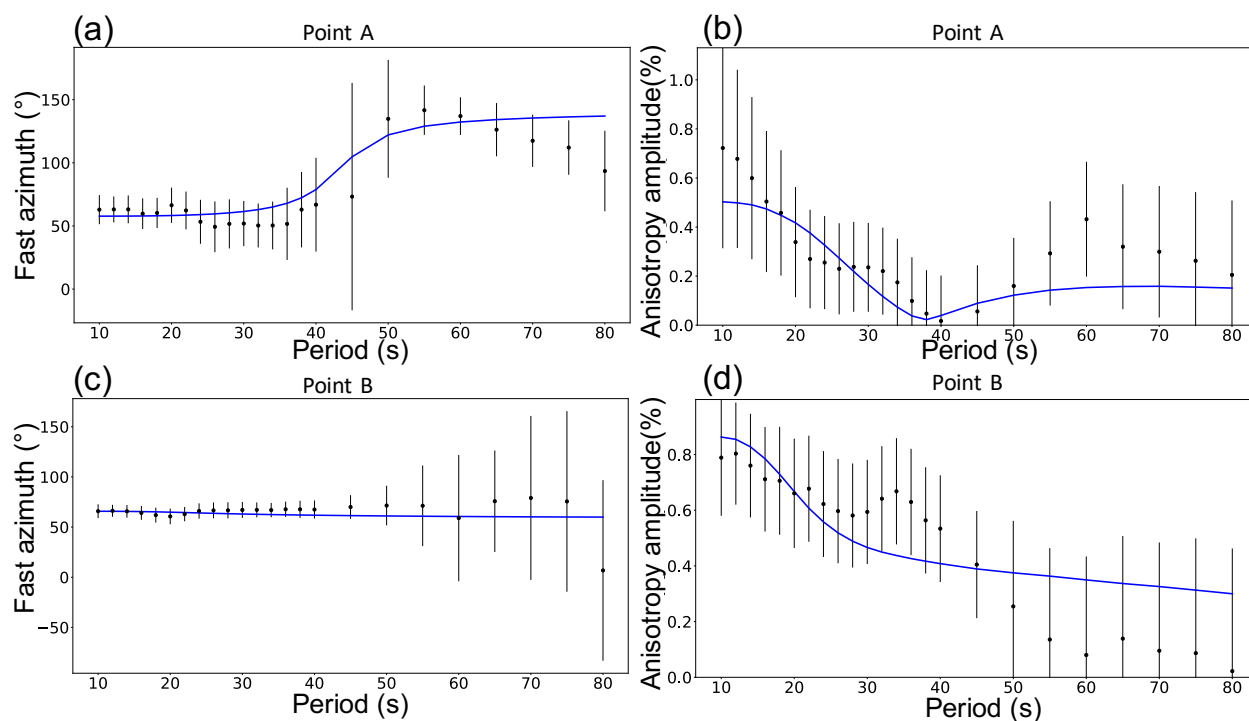 (a)
Point A
Fast azimuth (°)
150
100
50
0
10 20 30 40 50 60 70 80
Period (s)
(b)
Point A
Anisotropy amplitude(%)
1.0
0.8
0.6
0.4
0.2
0.0
10 20 30 40 50 60 70 80
Period (s)
(c)
Point B
Fast azimuth (°)
150
100
50
0
−50
10 20 30 40 50 60 70 80
Period (s)
(d)
Point B
Anisotropy amplitude(%)
0.8
0.6
0.4
0.2
0.0
10 20 30 40 50 60 70 80
Period (s)